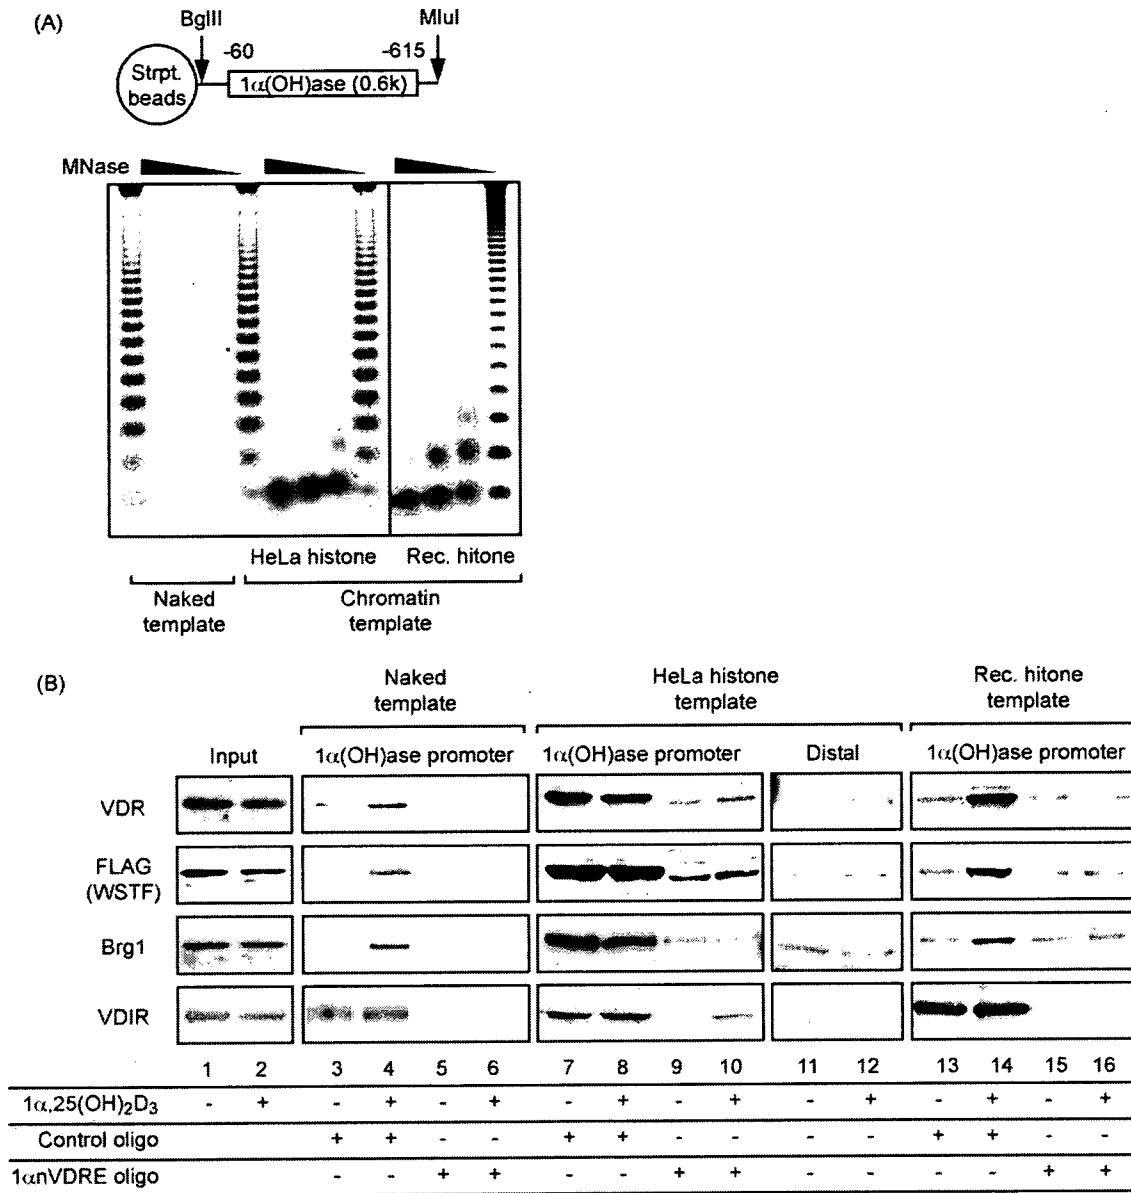 (A)
BglII
MluI
-60
-615
Strpt.
beads
1α(OH)ase (0.6k)
MNase
HeLa histone
Rec. hitone
Naked
template
Chromatin
template
(B)
Naked
template
HeLa histone
template
Rec. hitone
template
Input
1α(OH)ase promoter
1α(OH)ase promoter
Distal
1α(OH)ase promoter
VDR
FLAG
(WSTF)
Brg1
VDIR
1 2 3 4 5 6 7 8 9 10 11 12 13 14 15 16
1α,25(OH)₂D₃ - + - + - + - + - + - + - + - +
Control oligo + + - - + + - - - - + + - -
1αnVDRE oligo - - + + - - + + - - - - + +